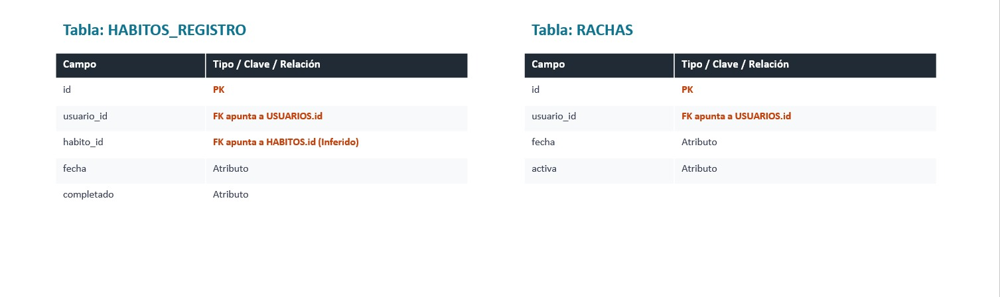 Tabla: HABITOS_REGISTRO
Campo Tipo / Clave / Relación
id PK
usuario_id FK apunta a USUARIOS.id
habito_id FK apunta a HABITOS.id (Inferido)
fecha Atributo
completado Atributo
Tabla: RACHAS
Campo Tipo / Clave / Relación
id PK
usuario_id FK apunta a USUARIOS.id
fecha Atributo
activa Atributo